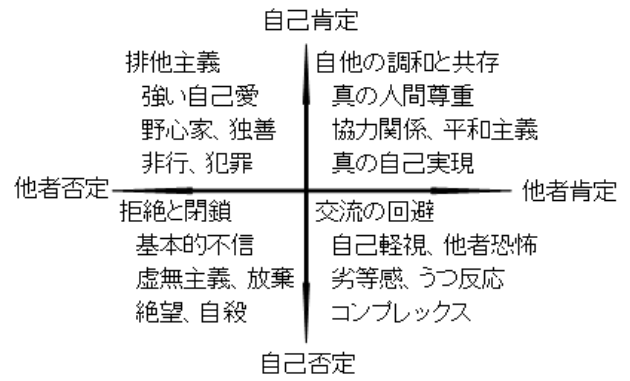 自己肯定
排他主義
強い自己愛
野心家、独善
非行、犯罪
自他の調和と共存
真の人間尊重
協力関係、平和主義
真の自己実現
他者否定
他者肯定
拒絶と閉鎖
基本的不信
虚無主義、放棄
絶望、自殺
交流の回避
自己軽視、他者恐怖
劣等感、うつ反応
コンプレックス
自己否定